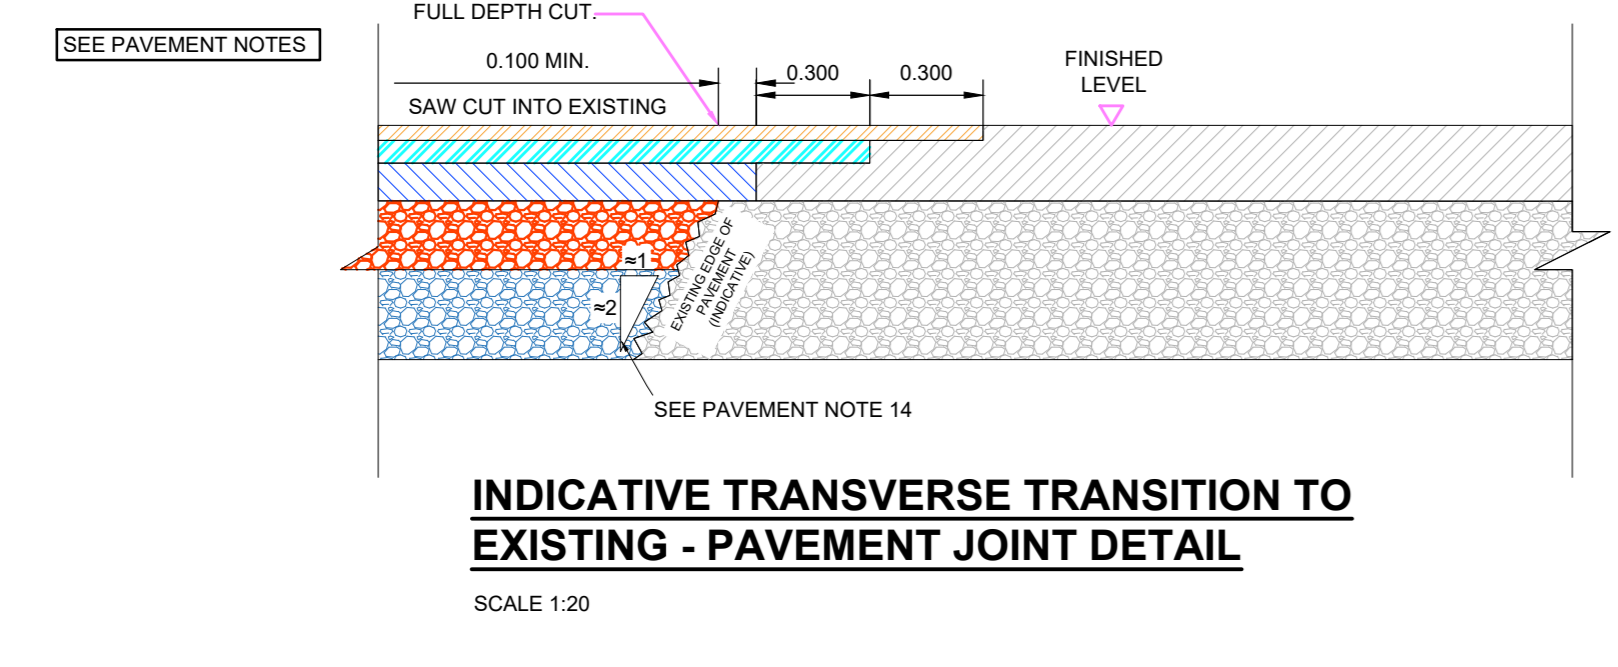 FULL DEPTH CUT.
SEE PAVEMENT NOTES
0.100 MIN.
0.300
0.300
FINISHED
LEVEL
SAW CUT INTO EXISTING
EXISTING EDGE OF
PAVEMENT
(INDICATIVE)
≈1
≈2
SEE PAVEMENT NOTE 14
INDICATIVE TRANSVERSE TRANSITION TO
EXISTING - PAVEMENT JOINT DETAIL
SCALE 1:20